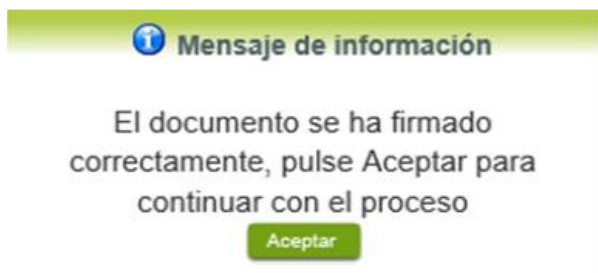 Mensaje de información
El documento se ha firmado
correctamente, pulse Aceptar para
continuar con el proceso
Aceptar